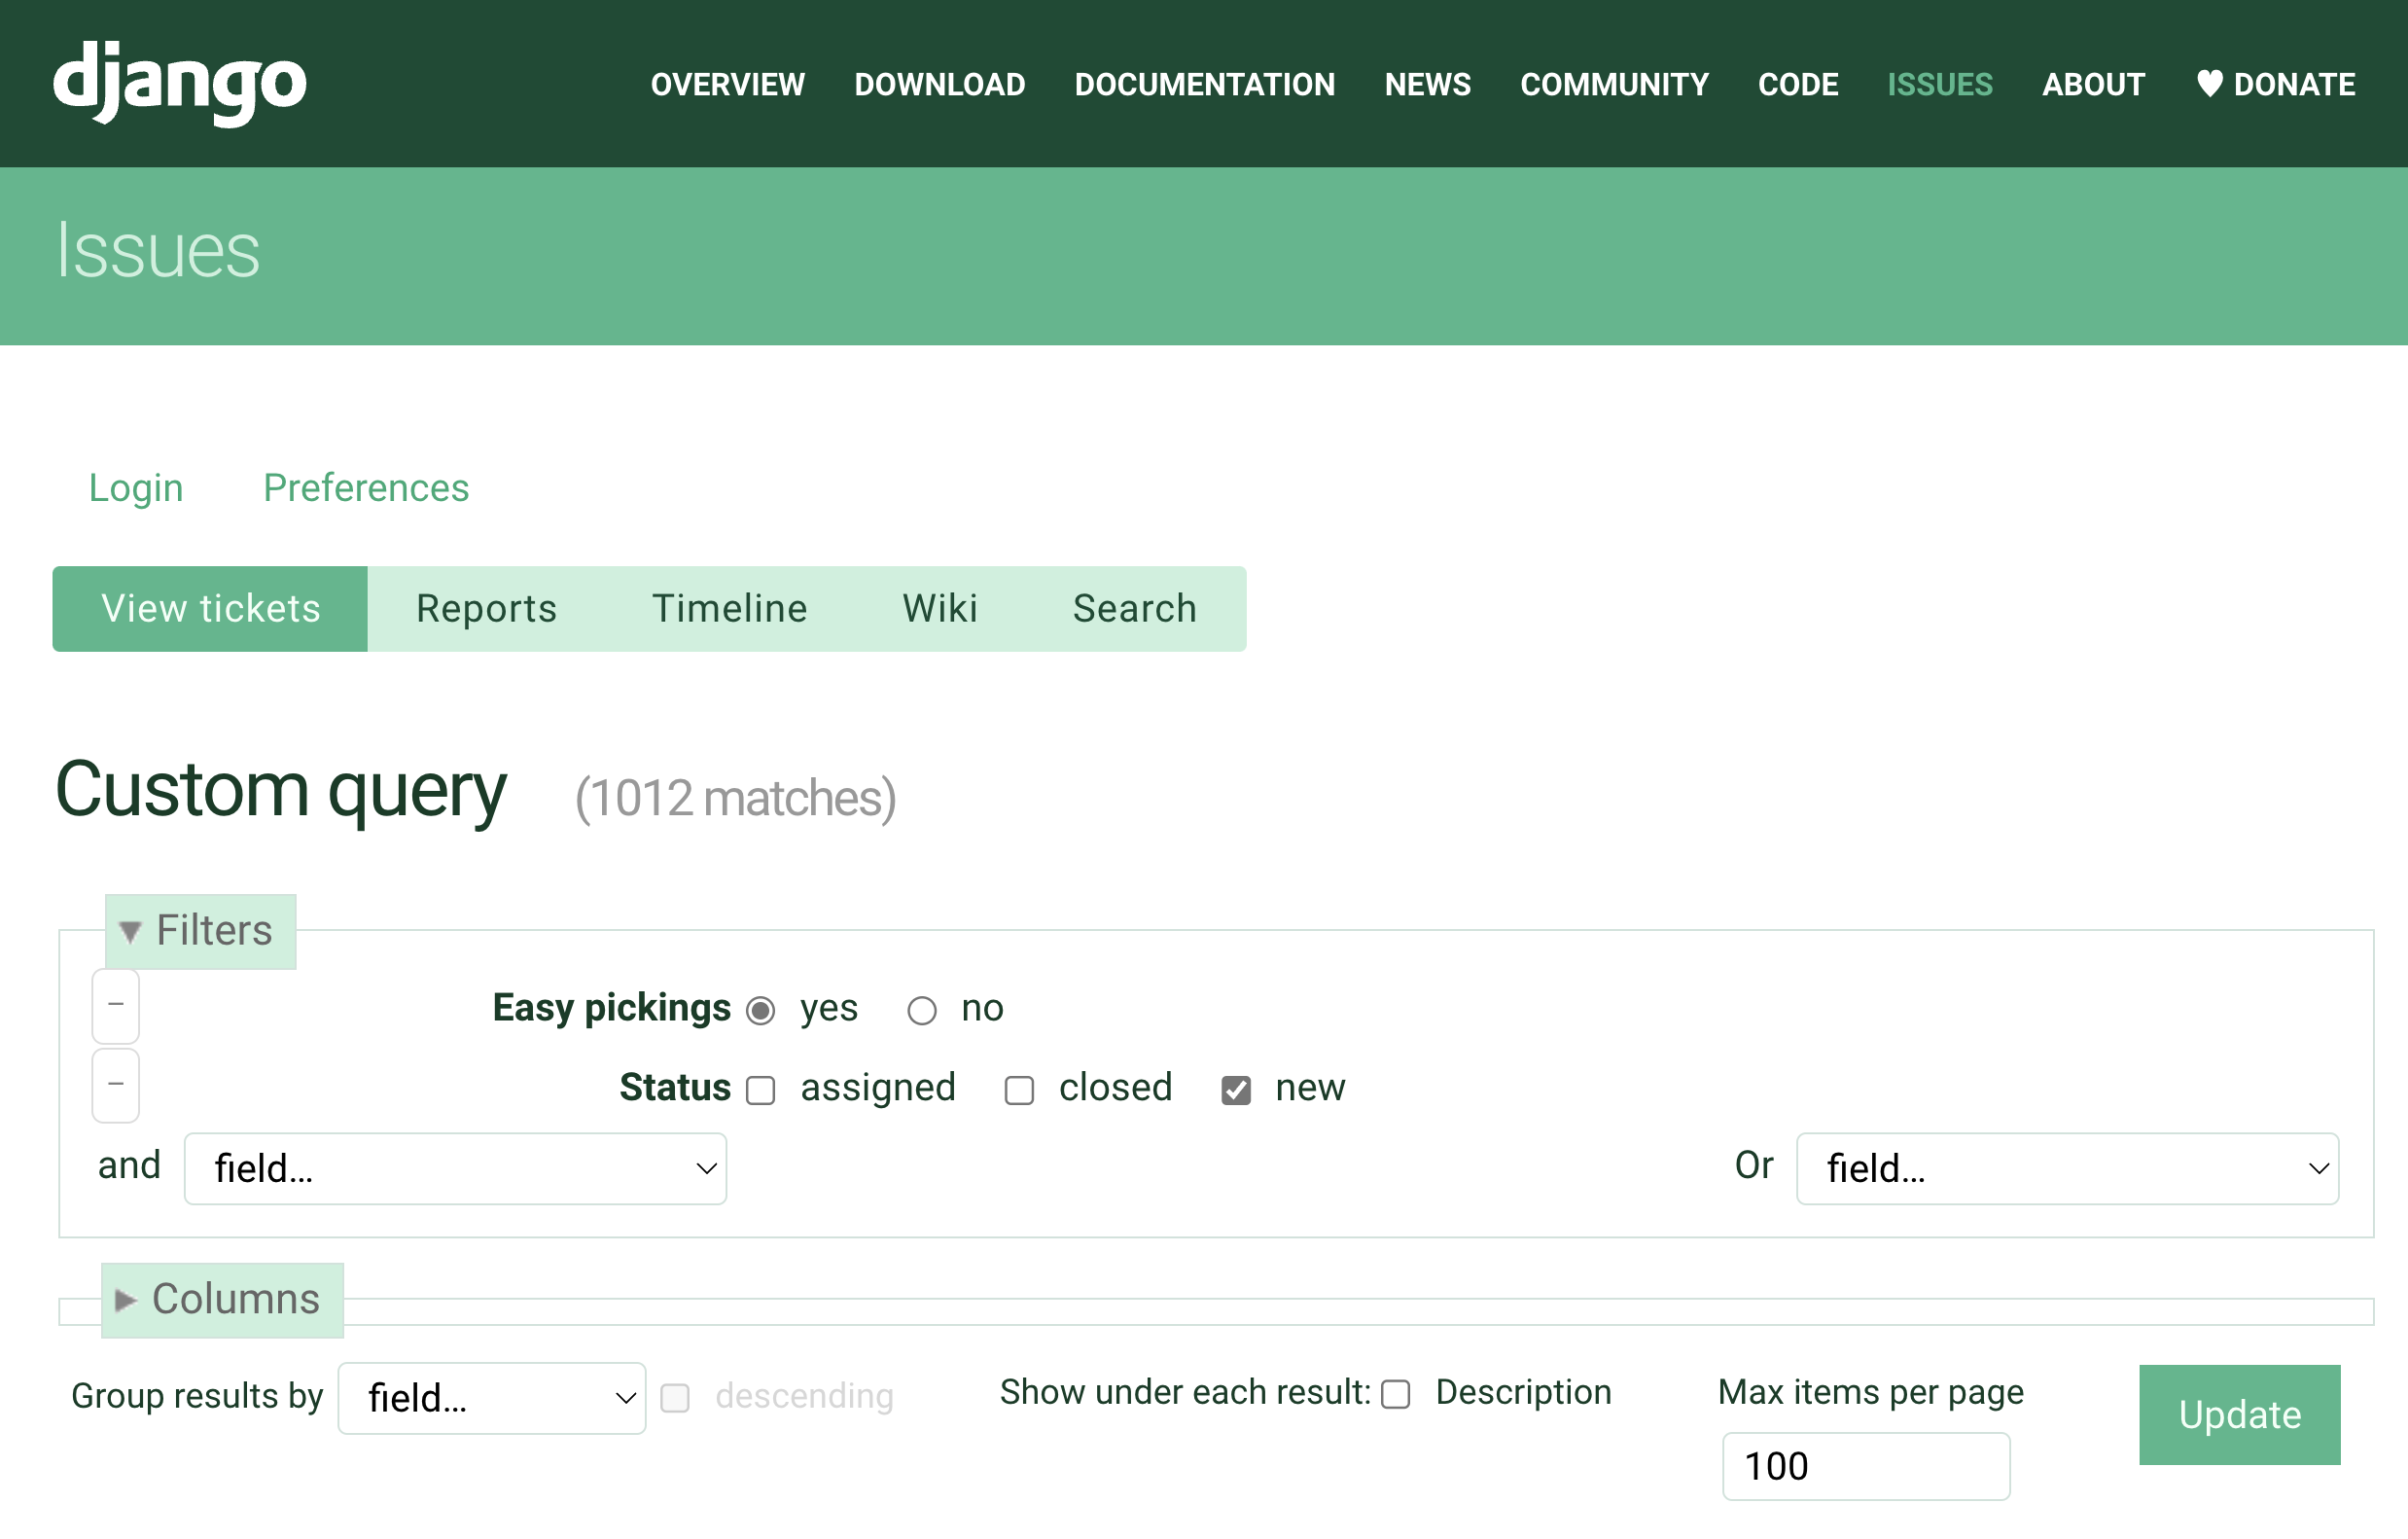 django
OVERVIEW DOWNLOAD DOCUMENTATION NEWS COMMUNITY CODE ISSUES ABOUT ♥ DONATE
Issues
Login Preferences
View tickets Reports Timeline Wiki Search
Custom query (1012 matches)
▼ Filters
– Easy pickings yes no
– Status assigned closed new
and field... Or field...
▶ Columns
Group results by field... descending Show under each result: Description Max items per page
100
Update